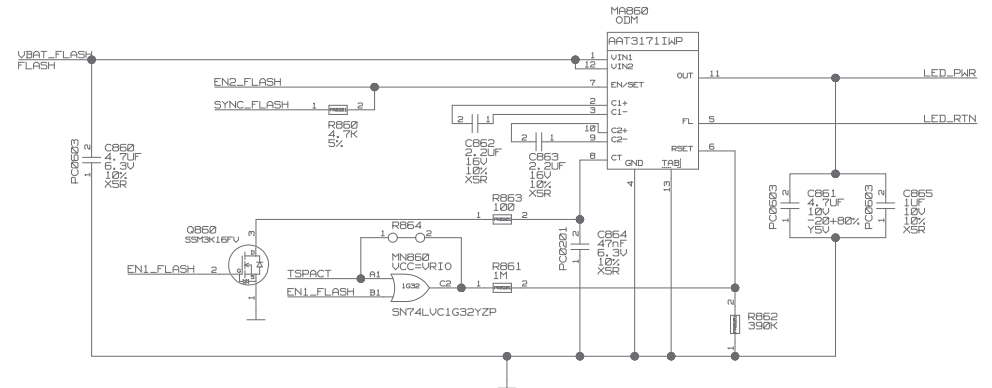 MA860
ODM
AAT3171IWP
VBAT_FLASH
FLASH
1 VIN1
12 VIN2
OUT 11 LED_PWR
EN2_FLASH
7 EN/SET
SYNC_FLASH 1 2
R860
4.7K
5%
2 C1+
3 C1-
10 C2+
9 C2-
8 CT
FL 5 LED_RTN
RSET 6
GND TAB
4 13
2 1
C862
2.2UF
16V
10%
X5R
2 1
C863
2.2UF
16V
10%
X5R
PC0603
2
1
C860
4.7UF
6.3V
10%
X5R
PC0603
2
1
C861
4.7UF
10V
-20+80%
Y5V
PC0603
2
1
C865
1UF
10V
10%
X5R
R863
100
1 2
Q860
SSM3K16FV
3
D
G
S
EN1_FLASH 2
1
R864
1 2
MN860
VCC=VRIO
TSPACT A1
EN1_FLASH B1
1G32
C2
SN74LVC1G32YZP
R861
1M
1 2
PC0201
2
1
C864
47nF
6.3V
10%
X5R
2
1
R862
390K